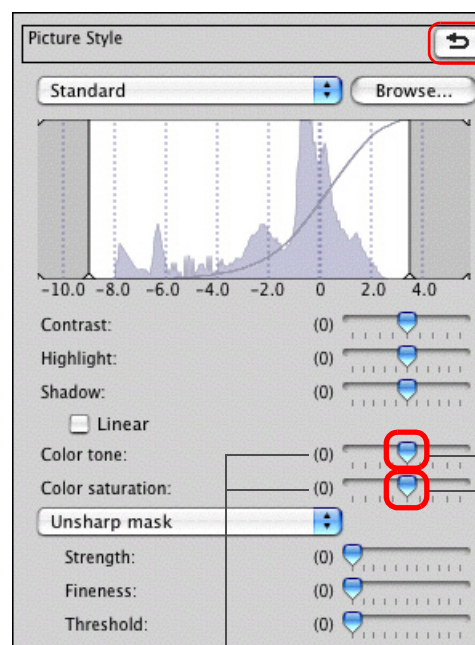 Picture Style
Standard Browse...
-10.0 -8.0 -6.0 -4.0 -2.0 0 2.0 4.0
Contrast: (0)
Highlight: (0)
Shadow: (0)
Linear
Color tone: (0)
Color saturation: (0)
Unsharp mask
Strength: (0)
Fineness: (0)
Threshold: (0)